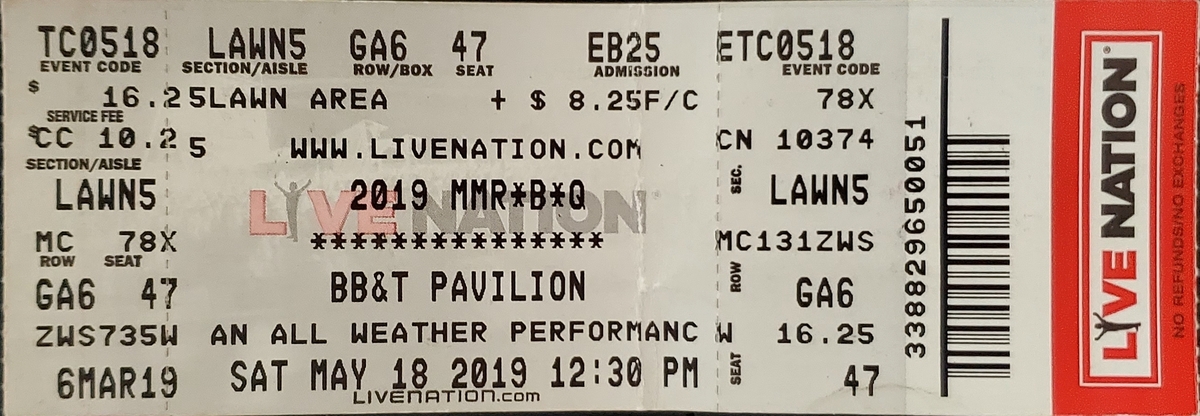 TC0518 LAWN5 GA6 47 EB25 ETC0518
EVENT CODE SECTION/AISLE ROW/BOX SEAT ADMISSION EVENT CODE
$ 16.25LAWN AREA + $ 8.25F/C 78X
SERVICE FEE
CC 10.25 WWW.LIVENATION.COM CN 10374
SECTION/AISLE SEC.
LAWN5 2019 MMR*B*Q LAWN5
LIVE NATION
MC 78X *************** MC131ZWS
ROW SEAT ROW
GA6 47 BB&T PAVILION GA6
ZWS735W AN ALL WEATHER PERFORMANC W 16.25
6MAR19 SAT MAY 18 2019 12:30 PM SEAT 47
LIVENATION.com
338829650051
LIVE NATION®
NO REFUNDS/NO EXCHANGES